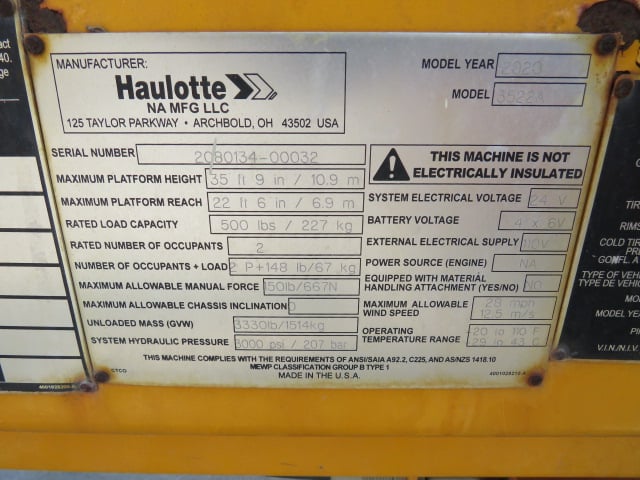 MANUFACTURER:
Haulotte
NA MFG LLC
125 TAYLOR PARKWAY • ARCHBOLD, OH 43502 USA
MODEL YEAR 2020
MODEL 3522A
SERIAL NUMBER 2080134-00032
MAXIMUM PLATFORM HEIGHT 35 ft 9 in / 10.9 m
MAXIMUM PLATFORM REACH 22 ft 6 in / 6.9 m
RATED LOAD CAPACITY 500 lbs / 227 kg
RATED NUMBER OF OCCUPANTS 2
NUMBER OF OCCUPANTS + LOAD 2 P+148 lb/67 kg
MAXIMUM ALLOWABLE MANUAL FORCE 150lb/667N
MAXIMUM ALLOWABLE CHASSIS INCLINATION 0
UNLOADED MASS (GVW) 3330lb/1514kg
SYSTEM HYDRAULIC PRESSURE 3000 psi / 207 bar
THIS MACHINE IS NOT
ELECTRICALLY INSULATED
SYSTEM ELECTRICAL VOLTAGE 24 V
BATTERY VOLTAGE 4 x 6V
EXTERNAL ELECTRICAL SUPPLY 110V
POWER SOURCE (ENGINE) NA
EQUIPPED WITH MATERIAL
HANDLING ATTACHMENT (YES/NO) NO
MAXIMUM ALLOWABLE 28 mph
WIND SPEED 12.5 m/s
OPERATING -20 to 110 F
TEMPERATURE RANGE -29 to 43 C
THIS MACHINE COMPLIES WITH THE REQUIREMENTS OF ANSI/SAIA A92.2, C225, AND AS/NZS 1418.10
MEWP CLASSIFICATION GROUP B TYPE 1
MADE IN THE U.S.A.